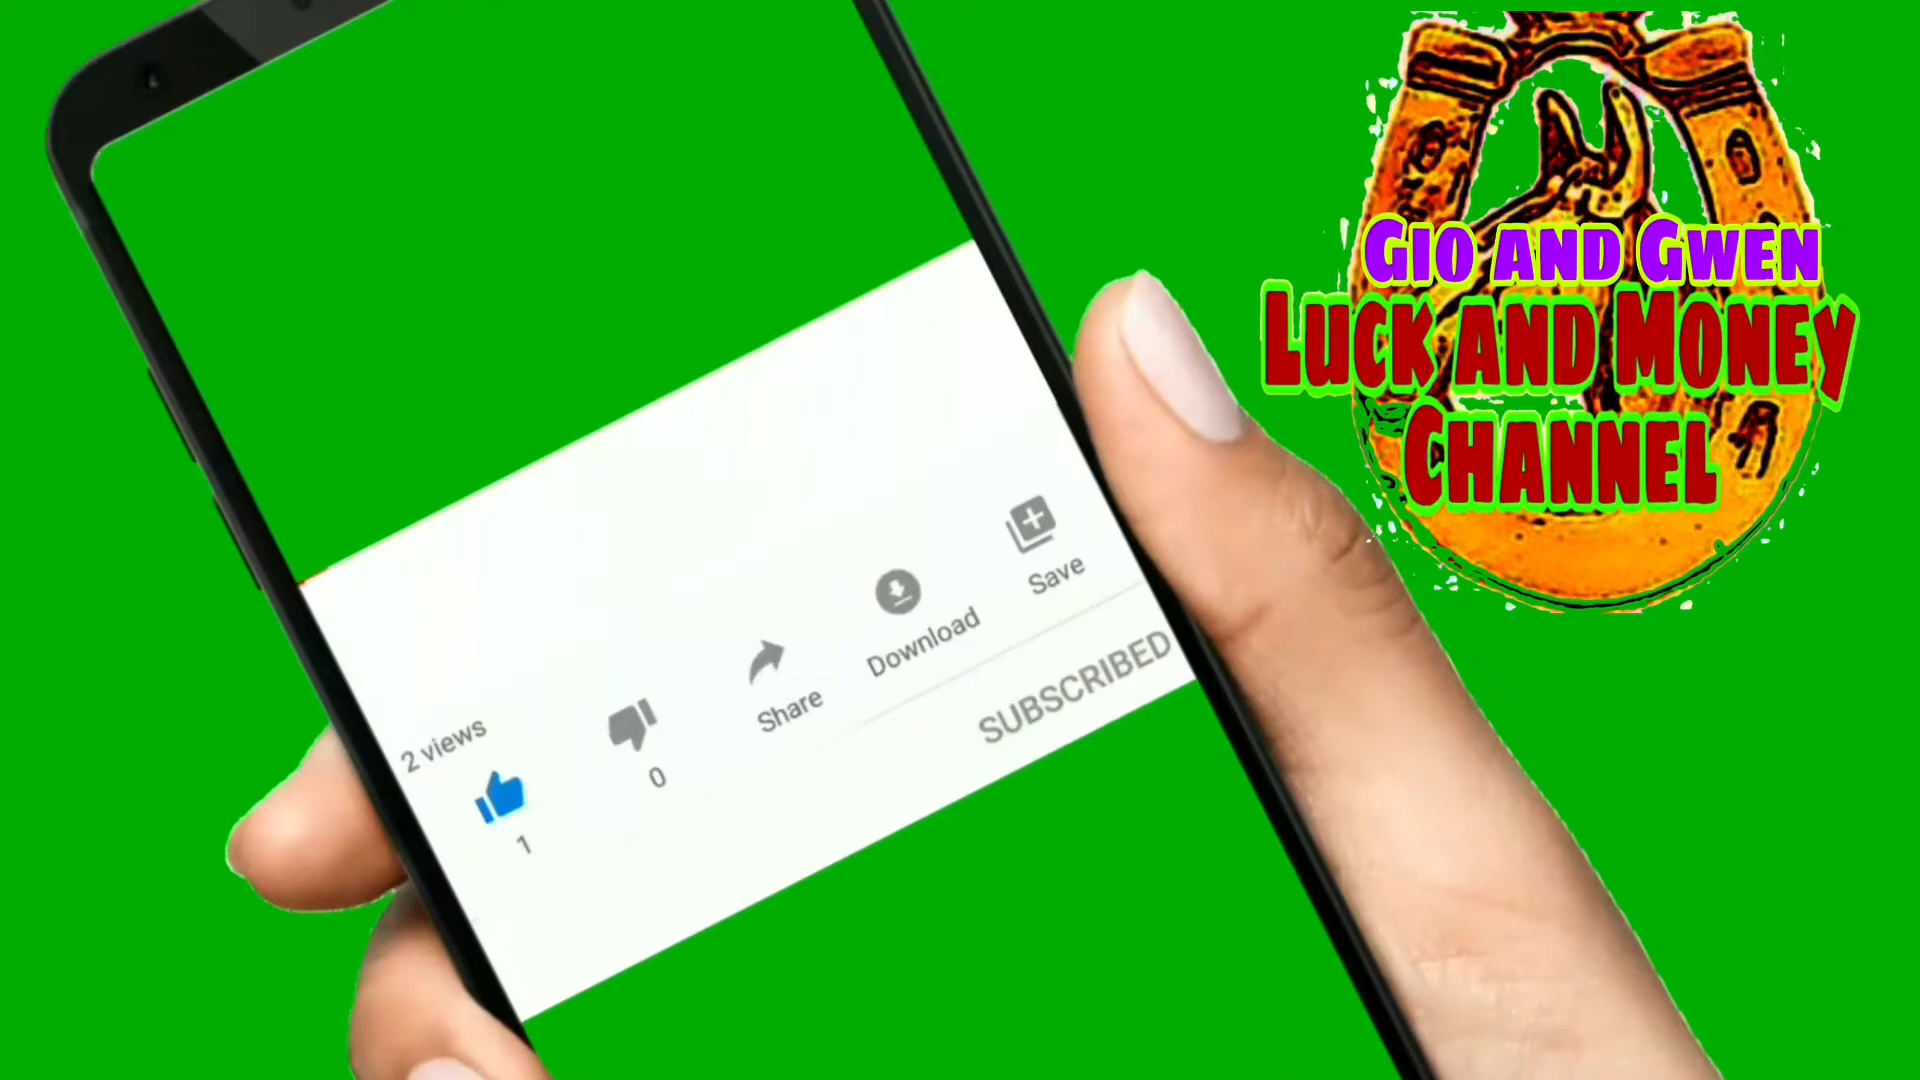 Gio and Gwen
Luck and Money
Channel
2 views
1
0
Share
Download
Save
SUBSCRIBED